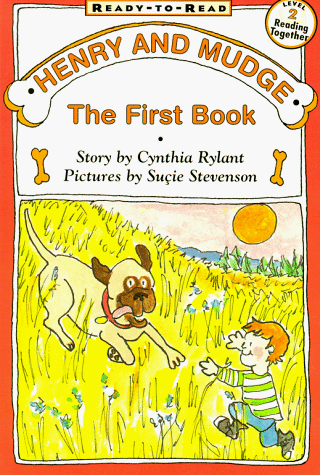 READY-TO-READ
LEVEL
2
Reading
Together
HENRY AND MUDGE
The First Book
Story by Cynthia Rylant
Pictures by Suçie Stevenson